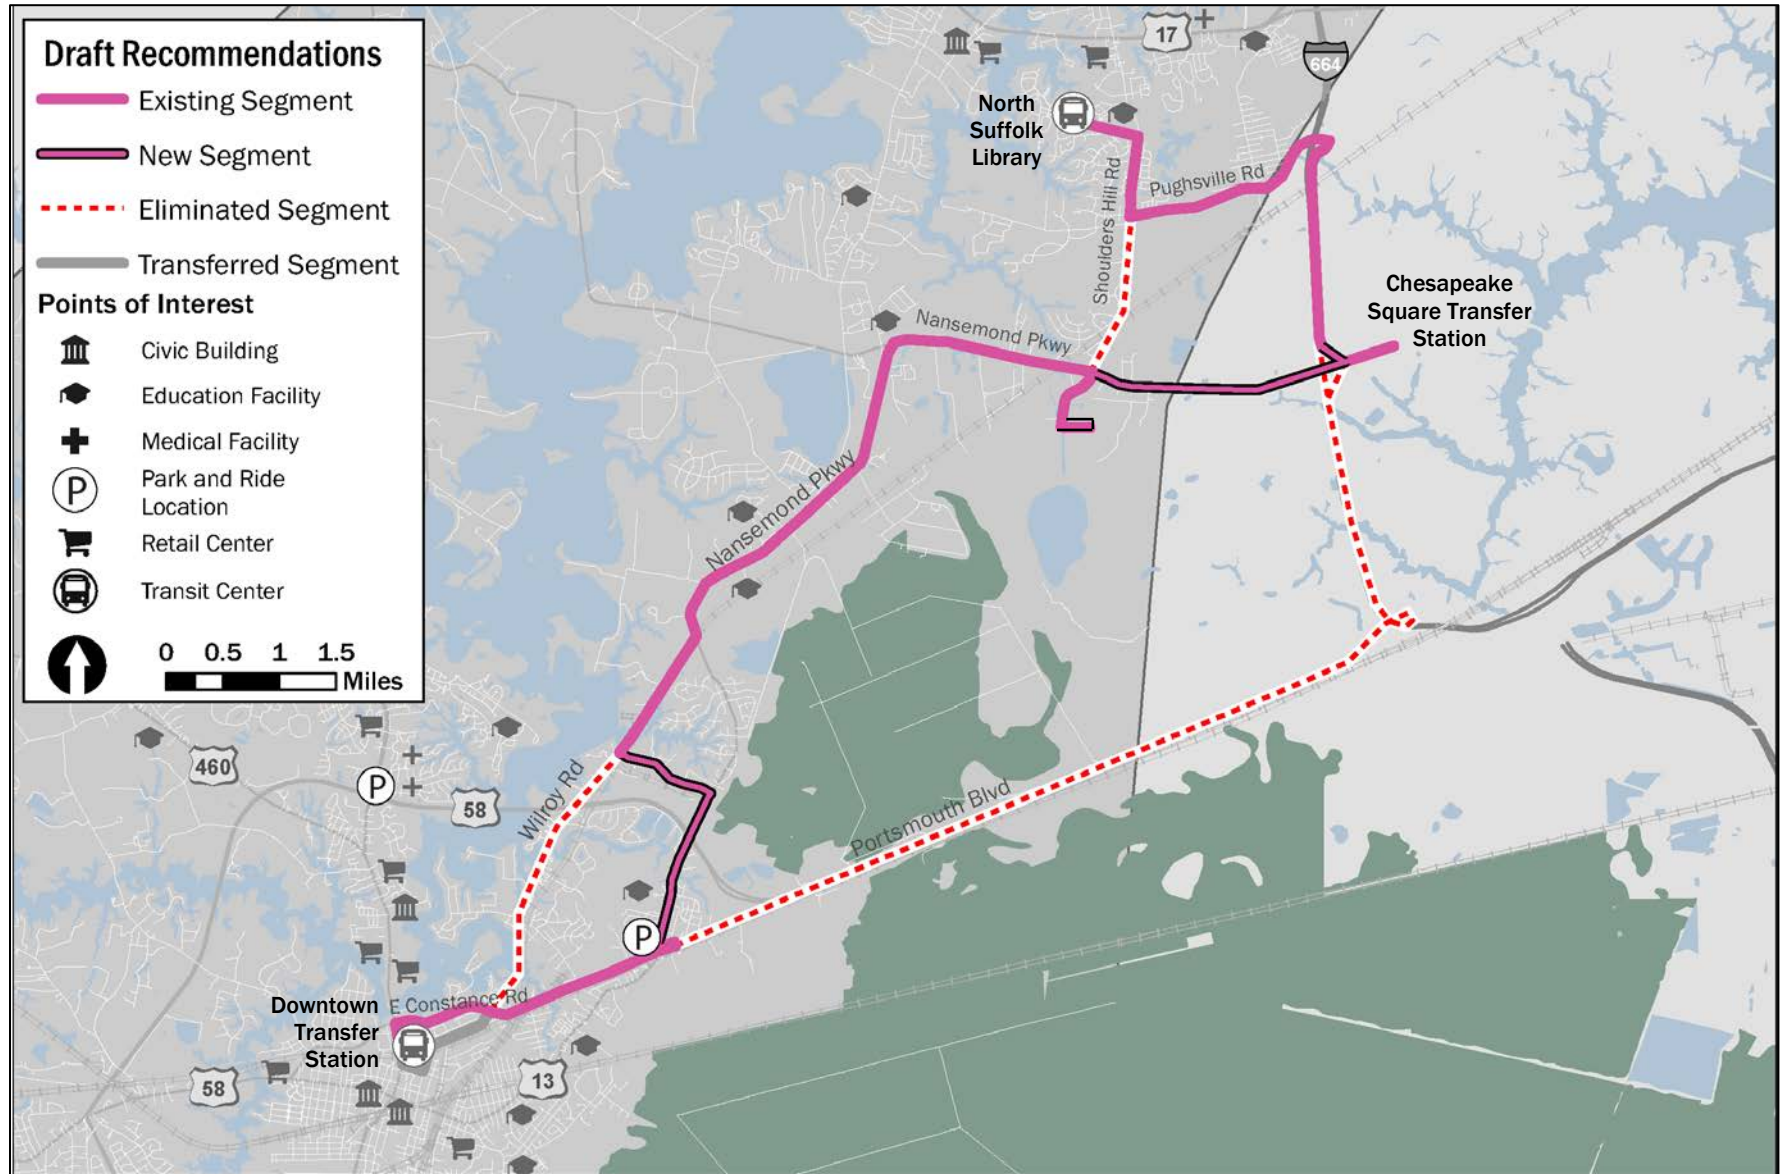 Draft Recommendations
Existing Segment
New Segment
Eliminated Segment
Transferred Segment
Points of Interest
Civic Building
Education Facility
Medical Facility
P
Park and Ride
Location
Retail Center
Transit Center
0 0.5 1 1.5
Miles
17
664
North
Suffolk
Library
Shoulders Hill Rd
Pughsville Rd
Chesapeake
Square Transfer
Station
Nansemond Pkwy
Nansemond Pkwy
460
P
58
Wilroy Rd
Portsmouth Blvd
P
E Constance Rd
Downtown
Transfer
Station
58
13